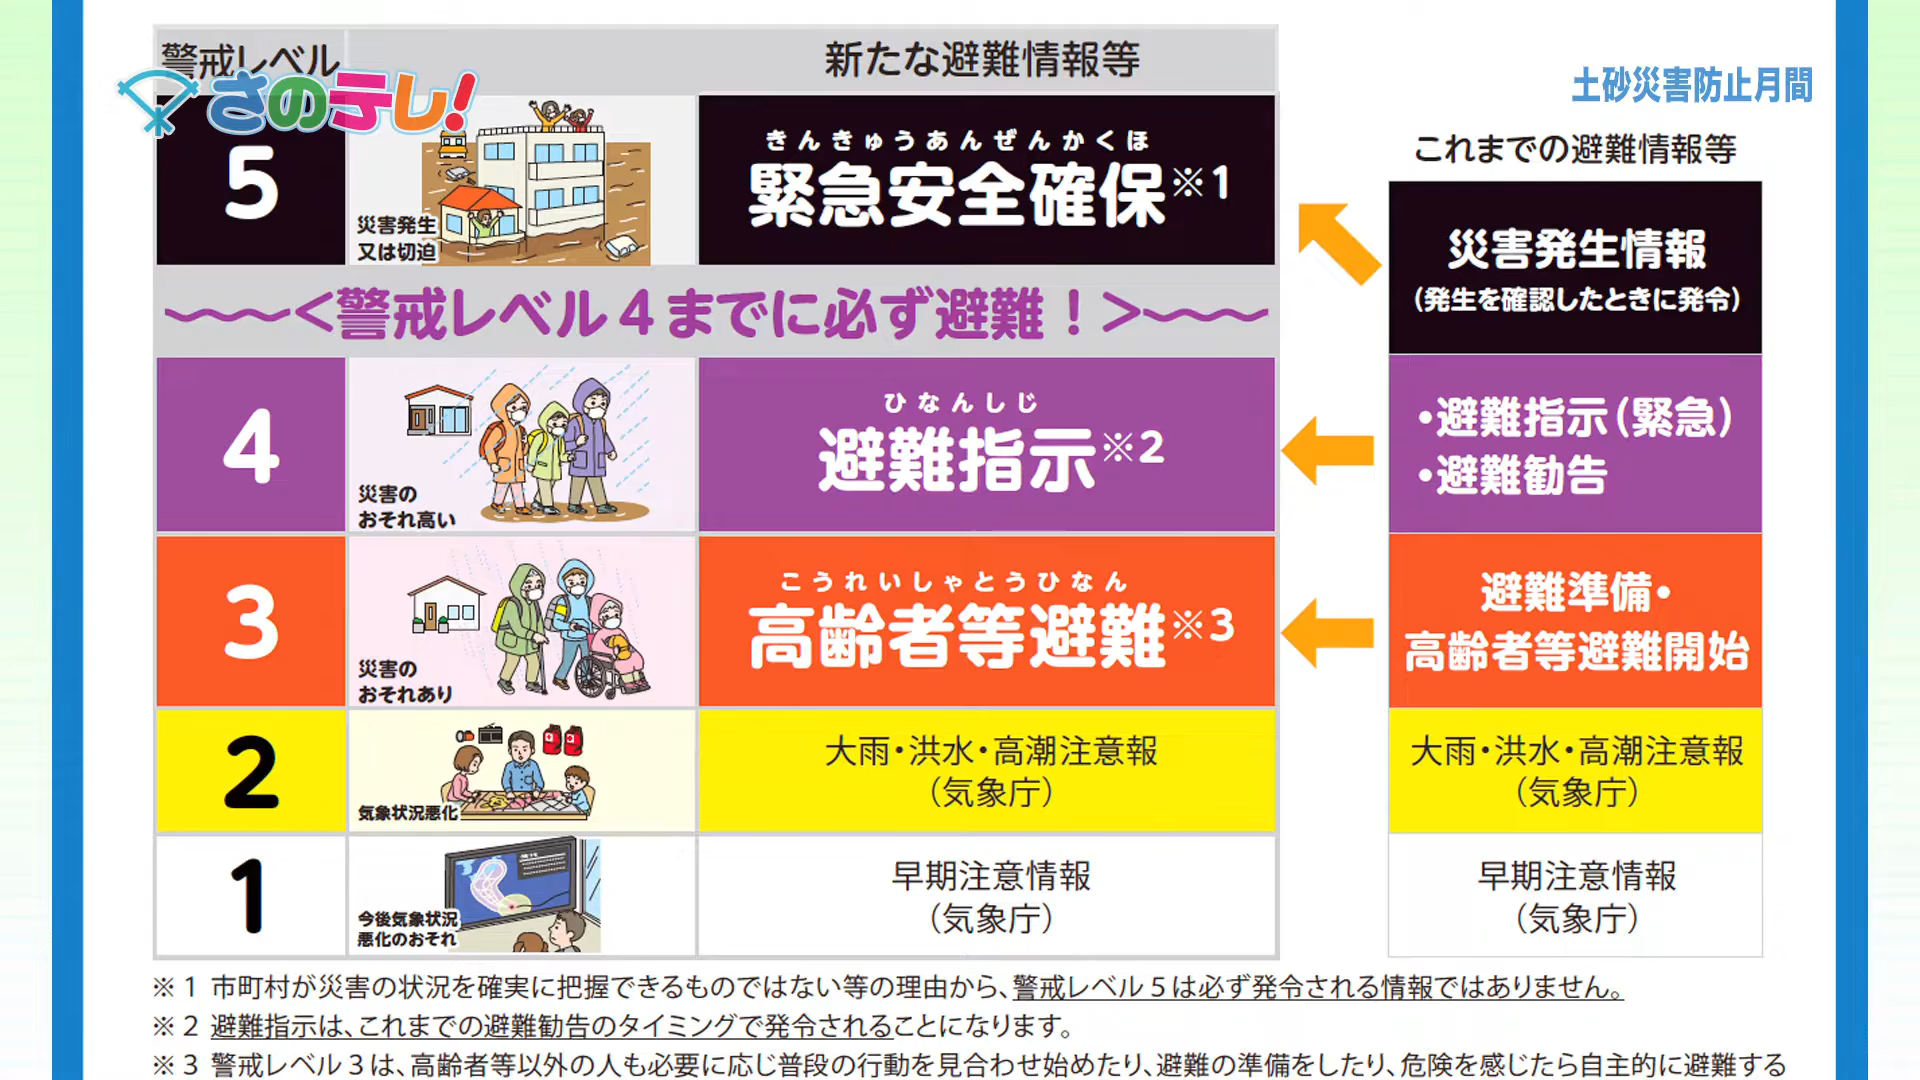 警戒レベル
新たな避難情報等
さのテレ!
土砂災害防止月間
これまでの避難情報等
5
災害発生
又は切迫
きんきゅうあんぜんかくほ
緊急安全確保※1
災害発生情報
(発生を確認したときに発令)
〜〜〜<警戒レベル4までに必ず避難!>〜〜〜
4
災害の
おそれ高い
ひなんしじ
避難指示※2
・避難指示(緊急)
・避難勧告
3
災害の
おそれあり
こうれいしゃとうひなん
高齢者等避難※3
避難準備・
高齢者等避難開始
2
気象状況悪化
大雨・洪水・高潮注意報
(気象庁)
大雨・洪水・高潮注意報
(気象庁)
1
今後気象状況
悪化のおそれ
早期注意情報
(気象庁)
早期注意情報
(気象庁)
※1 市町村が災害の状況を確実に把握できるものではない等の理由から、警戒レベル5は必ず発令される情報ではありません。
※2 避難指示は、これまでの避難勧告のタイミングで発令されることになります。
※3 警戒レベル3は、高齢者等以外の人も必要に応じ普段の行動を見合わせ始めたり、避難の準備をしたり、危険を感じたら自主的に避難する